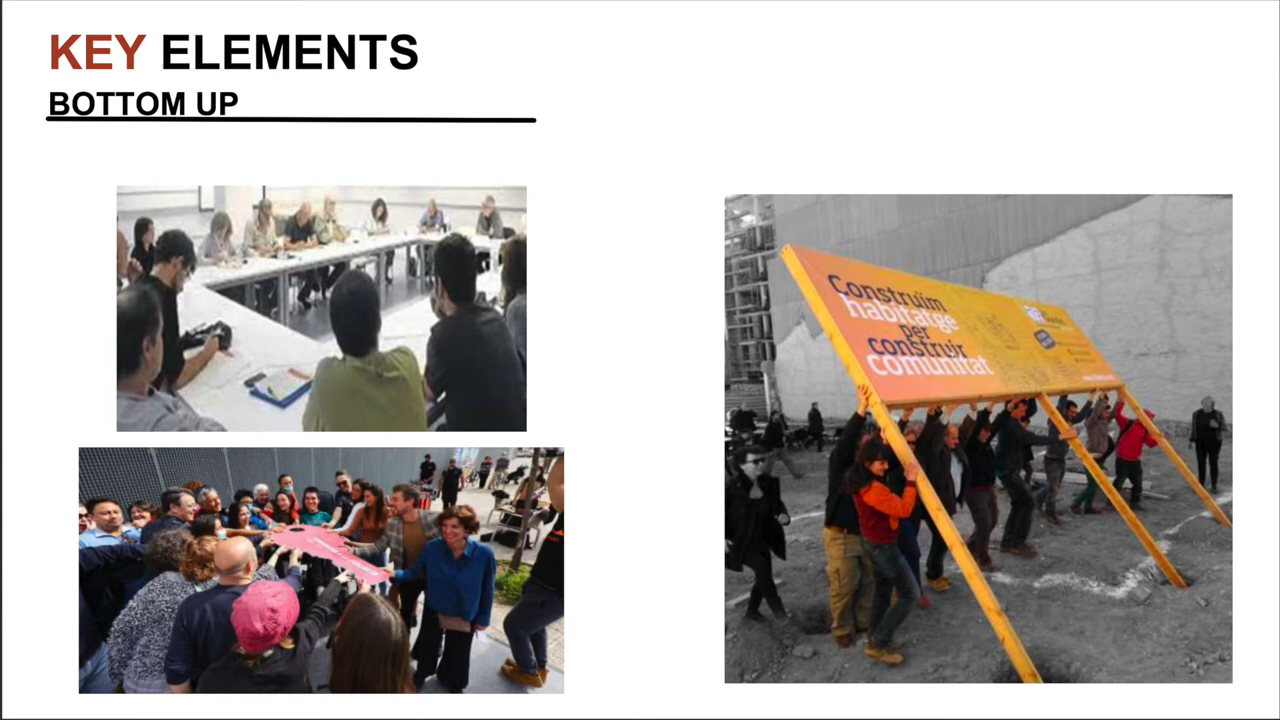 KEY ELEMENTS
BOTTOM UP
Construïm
habitatge
per
construir
comunitat